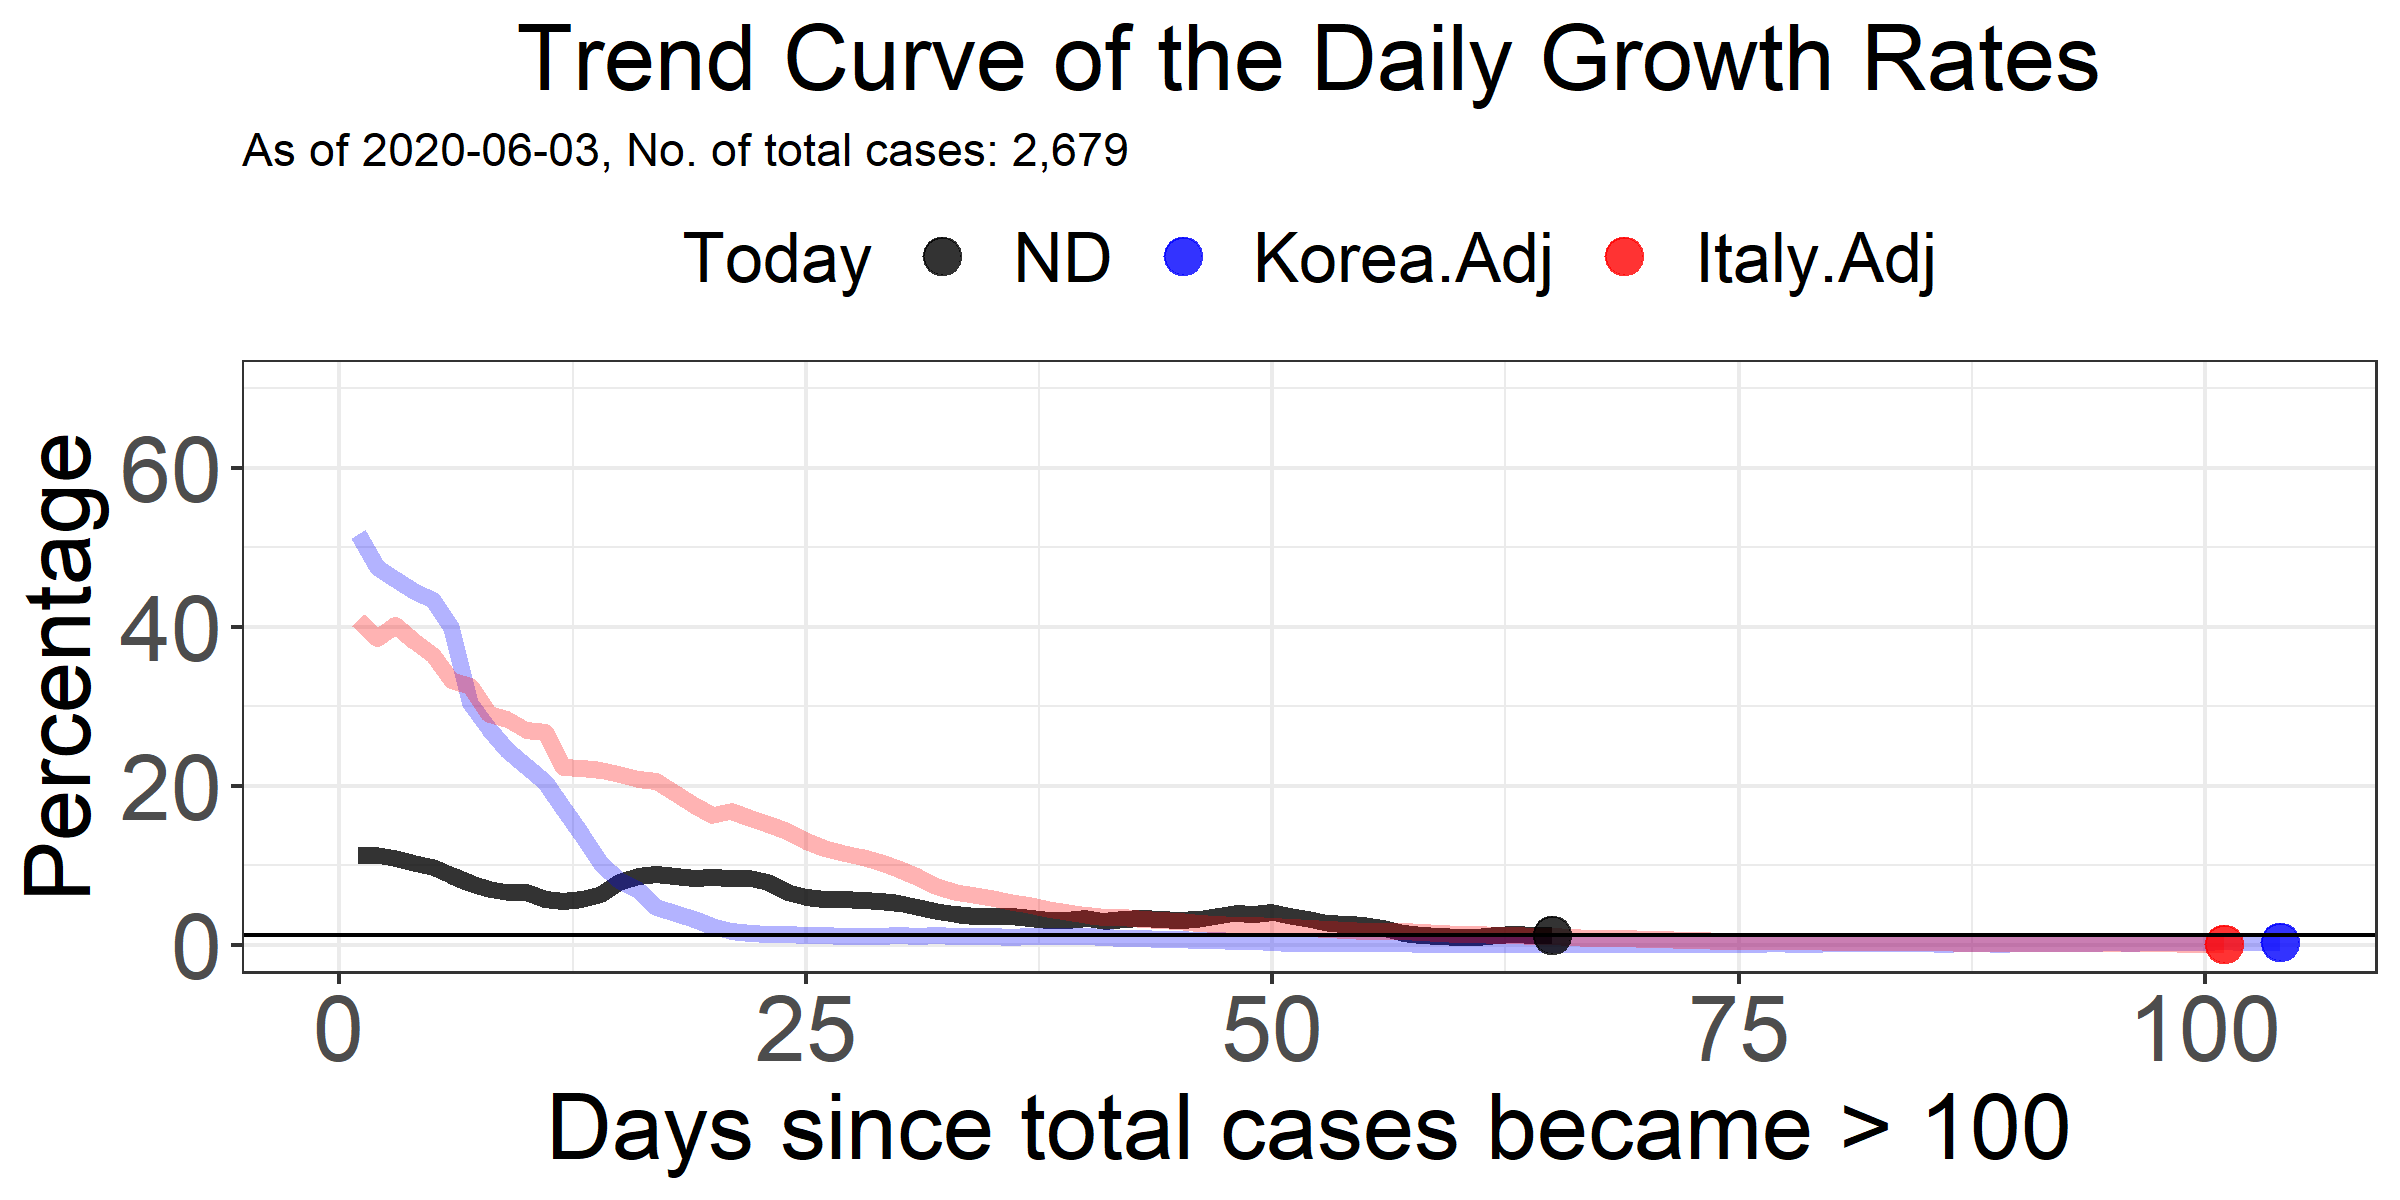 Trend Curve of the Daily Growth Rates
As of 2020-06-03, No. of total cases: 2,679
Today ND Korea.Adj Italy.Adj
Percentage
60
40
20
0
0 25 50 75 100
Days since total cases became > 100